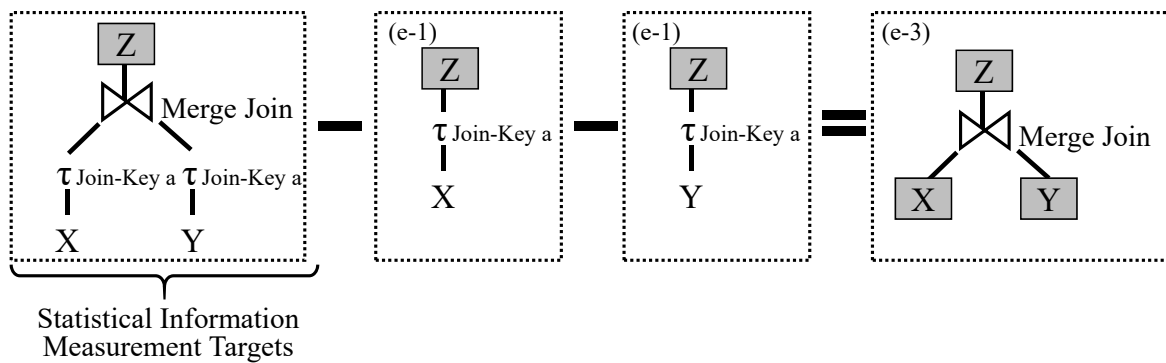 Z
Merge Join
τ Join-Key a τ Join-Key a
X Y
Statistical Information
Measurement Targets
(e-1)
Z
τ Join-Key a
X
(e-1)
Z
τ Join-Key a
Y
(e-3)
Z
Merge Join
X Y